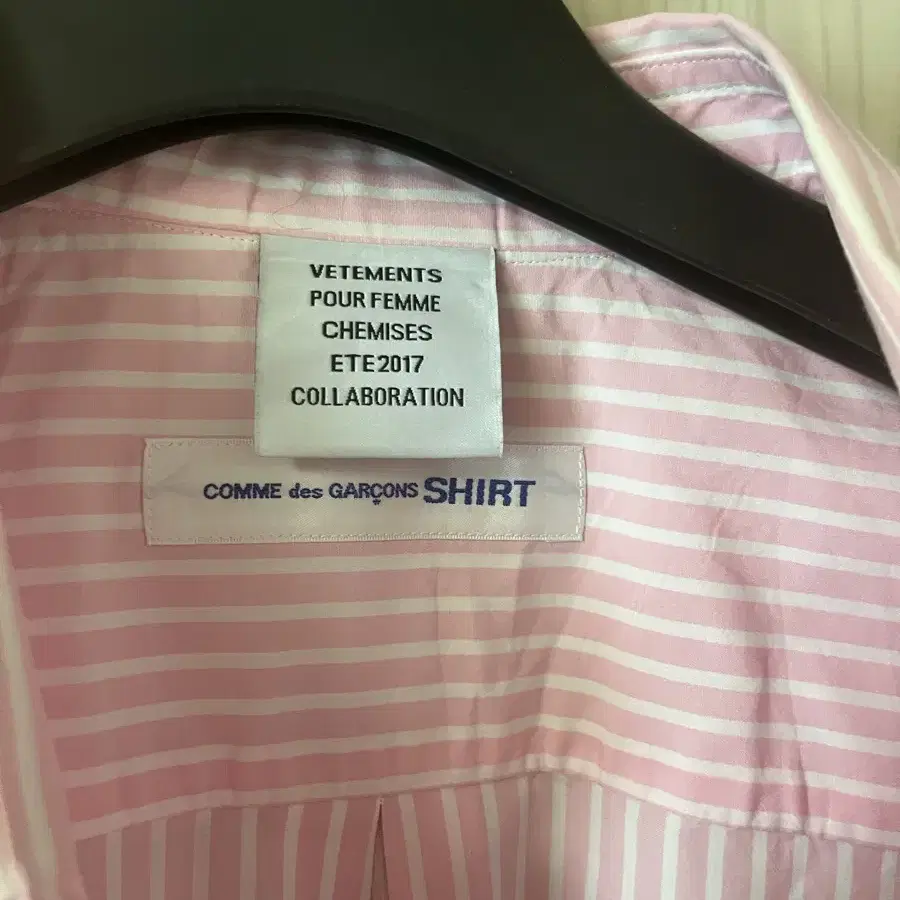 VETEMENTS
POUR FEMME
CHEMISES
ETE2017
COLLABORATION
COMME des GARÇONS SHIRT